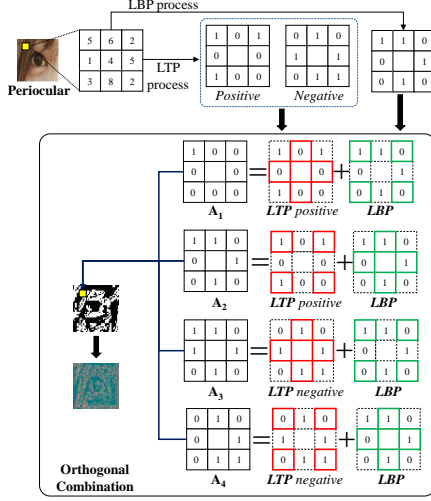 LBP process
5 6 2 1 0 1 0 1 0 1 1 0
1 4 5 0 0 1 1 0 1
3 8 2 LTP process 1 0 0 0 1 1 0 1 0
Periocular Positive Negative
1 1 0 1 0 1 1 1 0
0 0 = 0 0 + 0 1
0 0 0 1 0 0 0 1 0
A1 LTP positive LBP
1 1 0 1 0 1 1 1 0
0 1 = 0 0 + 0 1
0 1 0 1 0 0 0 1 0
A2 LTP positive LBP
1 1 0 0 1 0 1 1 0
1 1 = 1 1 + 0 1
0 1 0 0 1 1 0 1 0
A3 LTP negative LBP
0 1 0 0 1 0 1 1 0
0 1 = 1 1 + 0 1
0 1 1 0 1 1 0 1 0
A4 LTP negative LBP
Orthogonal
Combination